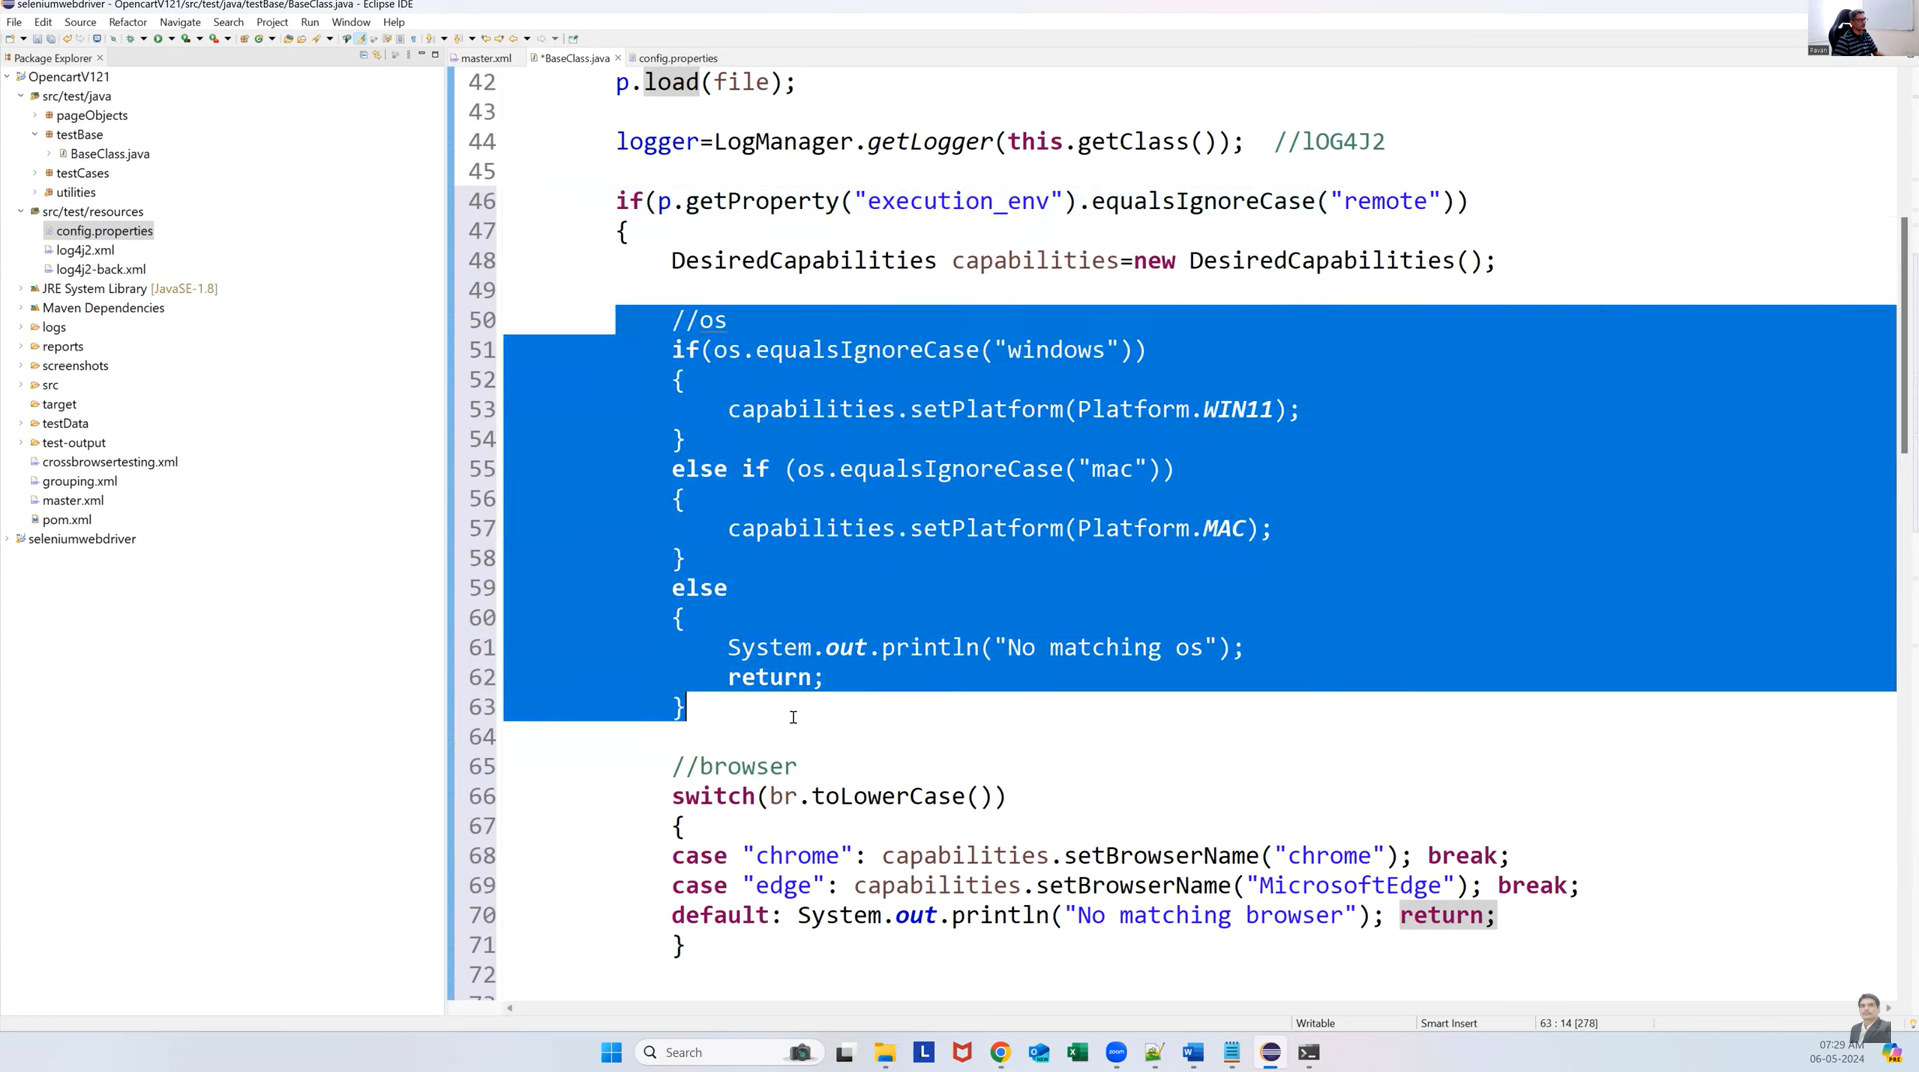 seleniumwebdriver - OpencartV121/src/test/java/testBase/BaseClass.java - Eclipse IDE
File Edit Source Refactor Navigate Search Project Run Window Help
Package Explorer
master.xml
*BaseClass.java
config.properties
OpencartV121
src/test/java
pageObjects
testBase
BaseClass.java
testCases
utilities
src/test/resources
config.properties
log4j2.xml
log4j2-back.xml
JRE System Library [JavaSE-1.8]
Maven Dependencies
logs
reports
screenshots
src
target
testData
test-output
crossbrowsertesting.xml
grouping.xml
master.xml
pom.xml
seleniumwebdriver
42 p.load(file);
43
44 logger=LogManager.getLogger(this.getClass()); //lOG4J2
45
46 if(p.getProperty("execution_env").equalsIgnoreCase("remote"))
47 {
48 DesiredCapabilities capabilities=new DesiredCapabilities();
49
50 //os
51 if(os.equalsIgnoreCase("windows"))
52 {
53 capabilities.setPlatform(Platform.WIN11);
54 }
55 else if (os.equalsIgnoreCase("mac"))
56 {
57 capabilities.setPlatform(Platform.MAC);
58 }
59 else
60 {
61 System.out.println("No matching os");
62 return;
63 }
64
65 //browser
66 switch(br.toLowerCase())
67 {
68 case "chrome": capabilities.setBrowserName("chrome"); break;
69 case "edge": capabilities.setBrowserName("MicrosoftEdge"); break;
70 default: System.out.println("No matching browser"); return;
71 }
72
Pavan
Writable
Smart Insert
63 : 14 [278]
Search
07:29 AM
06-05-2024